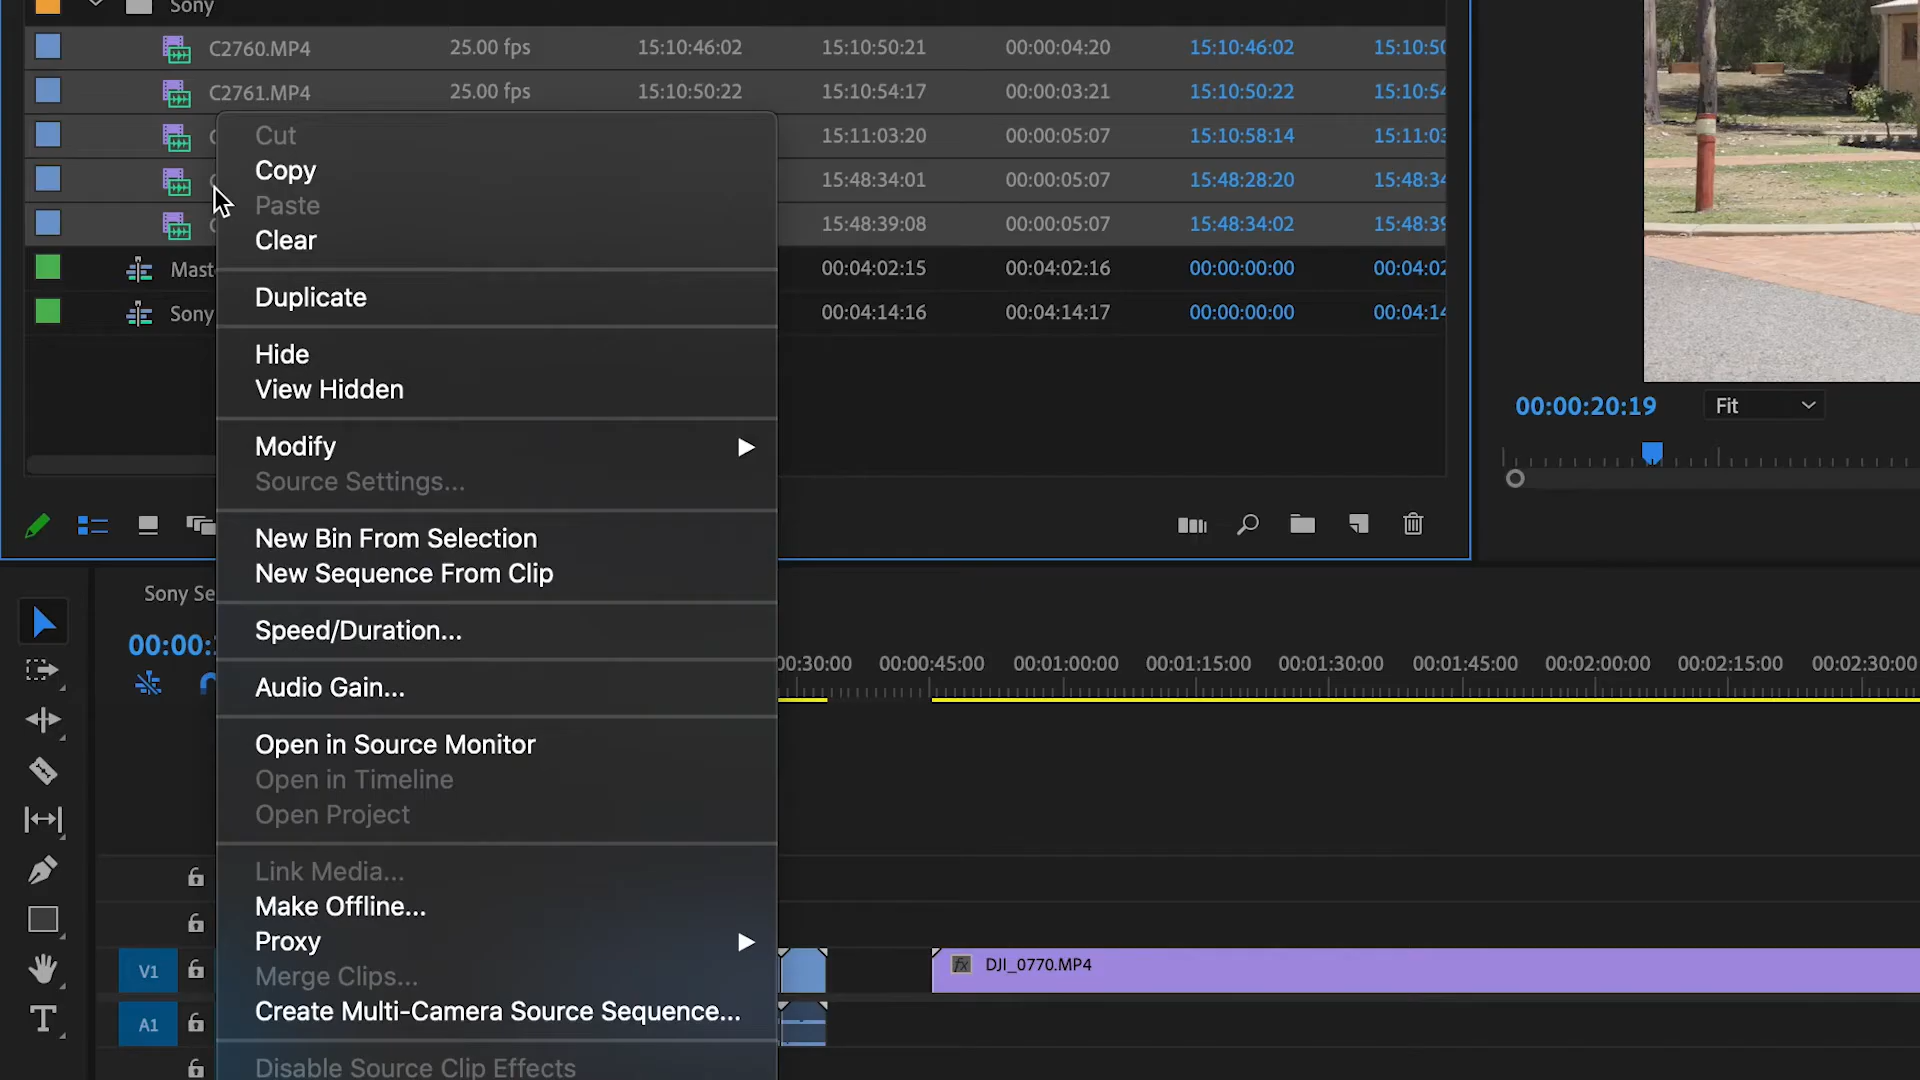 Sony
C2760.MP4 25.00 fps 15:10:46:02 15:10:50:21 00:00:04:20 15:10:46:02 15:10:50
C2761.MP4 25.00 fps 15:10:50:22 15:10:54:17 00:00:03:21 15:10:50:22 15:10:54
15:11:03:20 00:00:05:07 15:10:58:14 15:11:03
15:48:34:01 00:00:05:07 15:48:28:20 15:48:34
15:48:39:08 00:00:05:07 15:48:34:02 15:48:39
Mast 00:04:02:15 00:04:02:16 00:00:00:00 00:04:02
Sony 00:04:14:16 00:04:14:17 00:00:00:00 00:04:14
Cut
Copy
Paste
Clear
Duplicate
Hide
View Hidden
Modify
Source Settings...
New Bin From Selection
New Sequence From Clip
Speed/Duration...
Audio Gain...
Open in Source Monitor
Open in Timeline
Open Project
Link Media...
Make Offline...
Proxy
Merge Clips...
Create Multi-Camera Source Sequence...
Disable Source Clip Effects
00:00:20:19 Fit
Sony Se
00:00:
00:30:00 00:00:45:00 00:01:00:00 00:01:15:00 00:01:30:00 00:01:45:00 00:02:00:00 00:02:15:00 00:02:30:00
V1
fx DJI_0770.MP4
A1